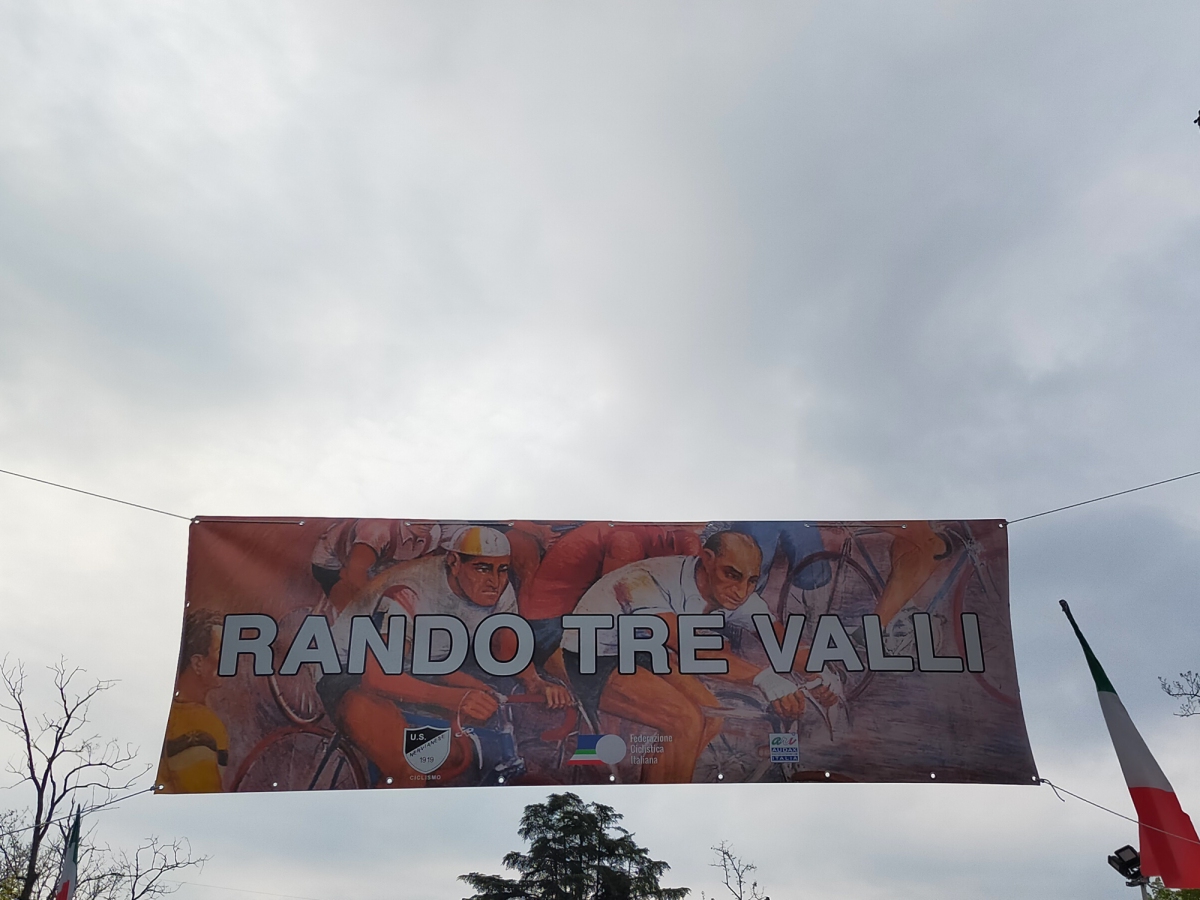 RANDO TRE VALLI
U.S.
1919
CICLISMO
Federazione
Ciclistica
Italiana
AUDAX
ITALIA